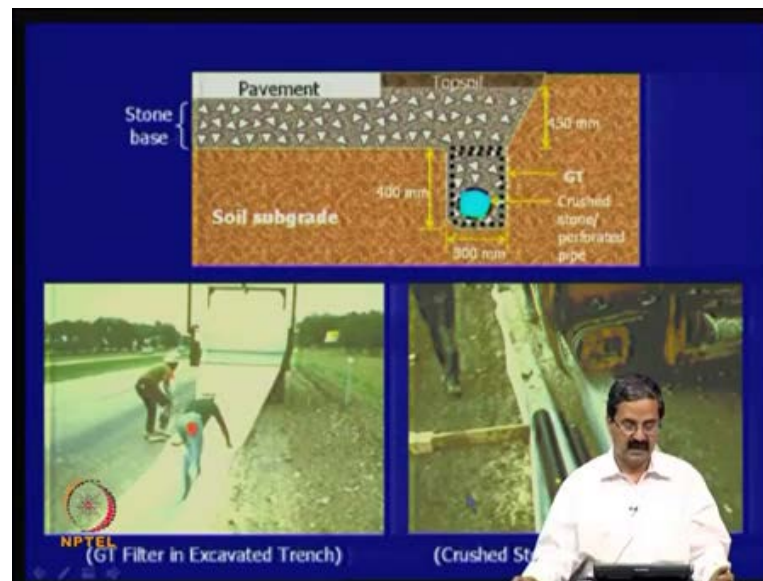 Pavement
Topsoil
Stone
base
450 mm
400 mm
GT
Soil subgrade
Crushed
stone/
perforated
pipe
300 mm
NPTEL
(GT Filter in Excavated Trench)
(Crushed